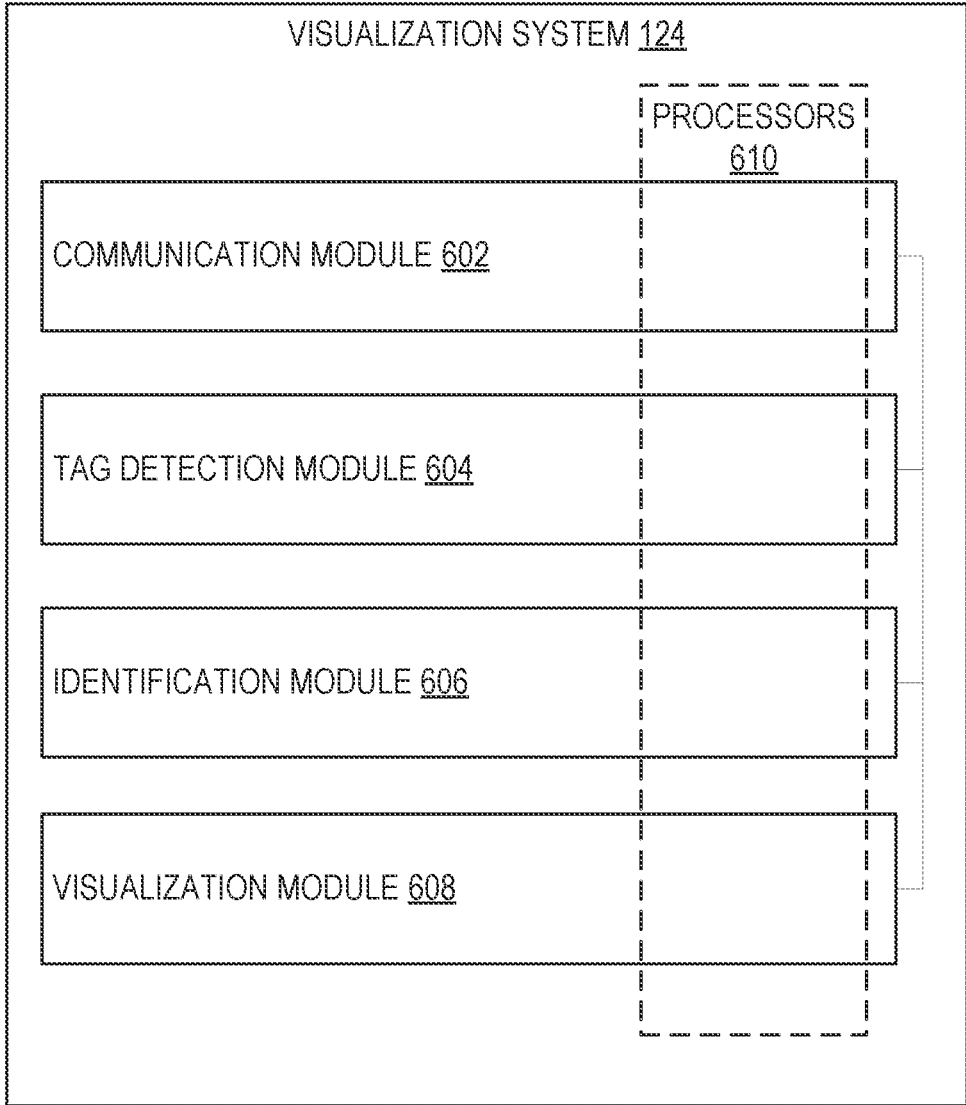 VISUALIZATION SYSTEM 124
PROCESSORS
610
COMMUNICATION MODULE 602
TAG DETECTION MODULE 604
IDENTIFICATION MODULE 606
VISUALIZATION MODULE 608